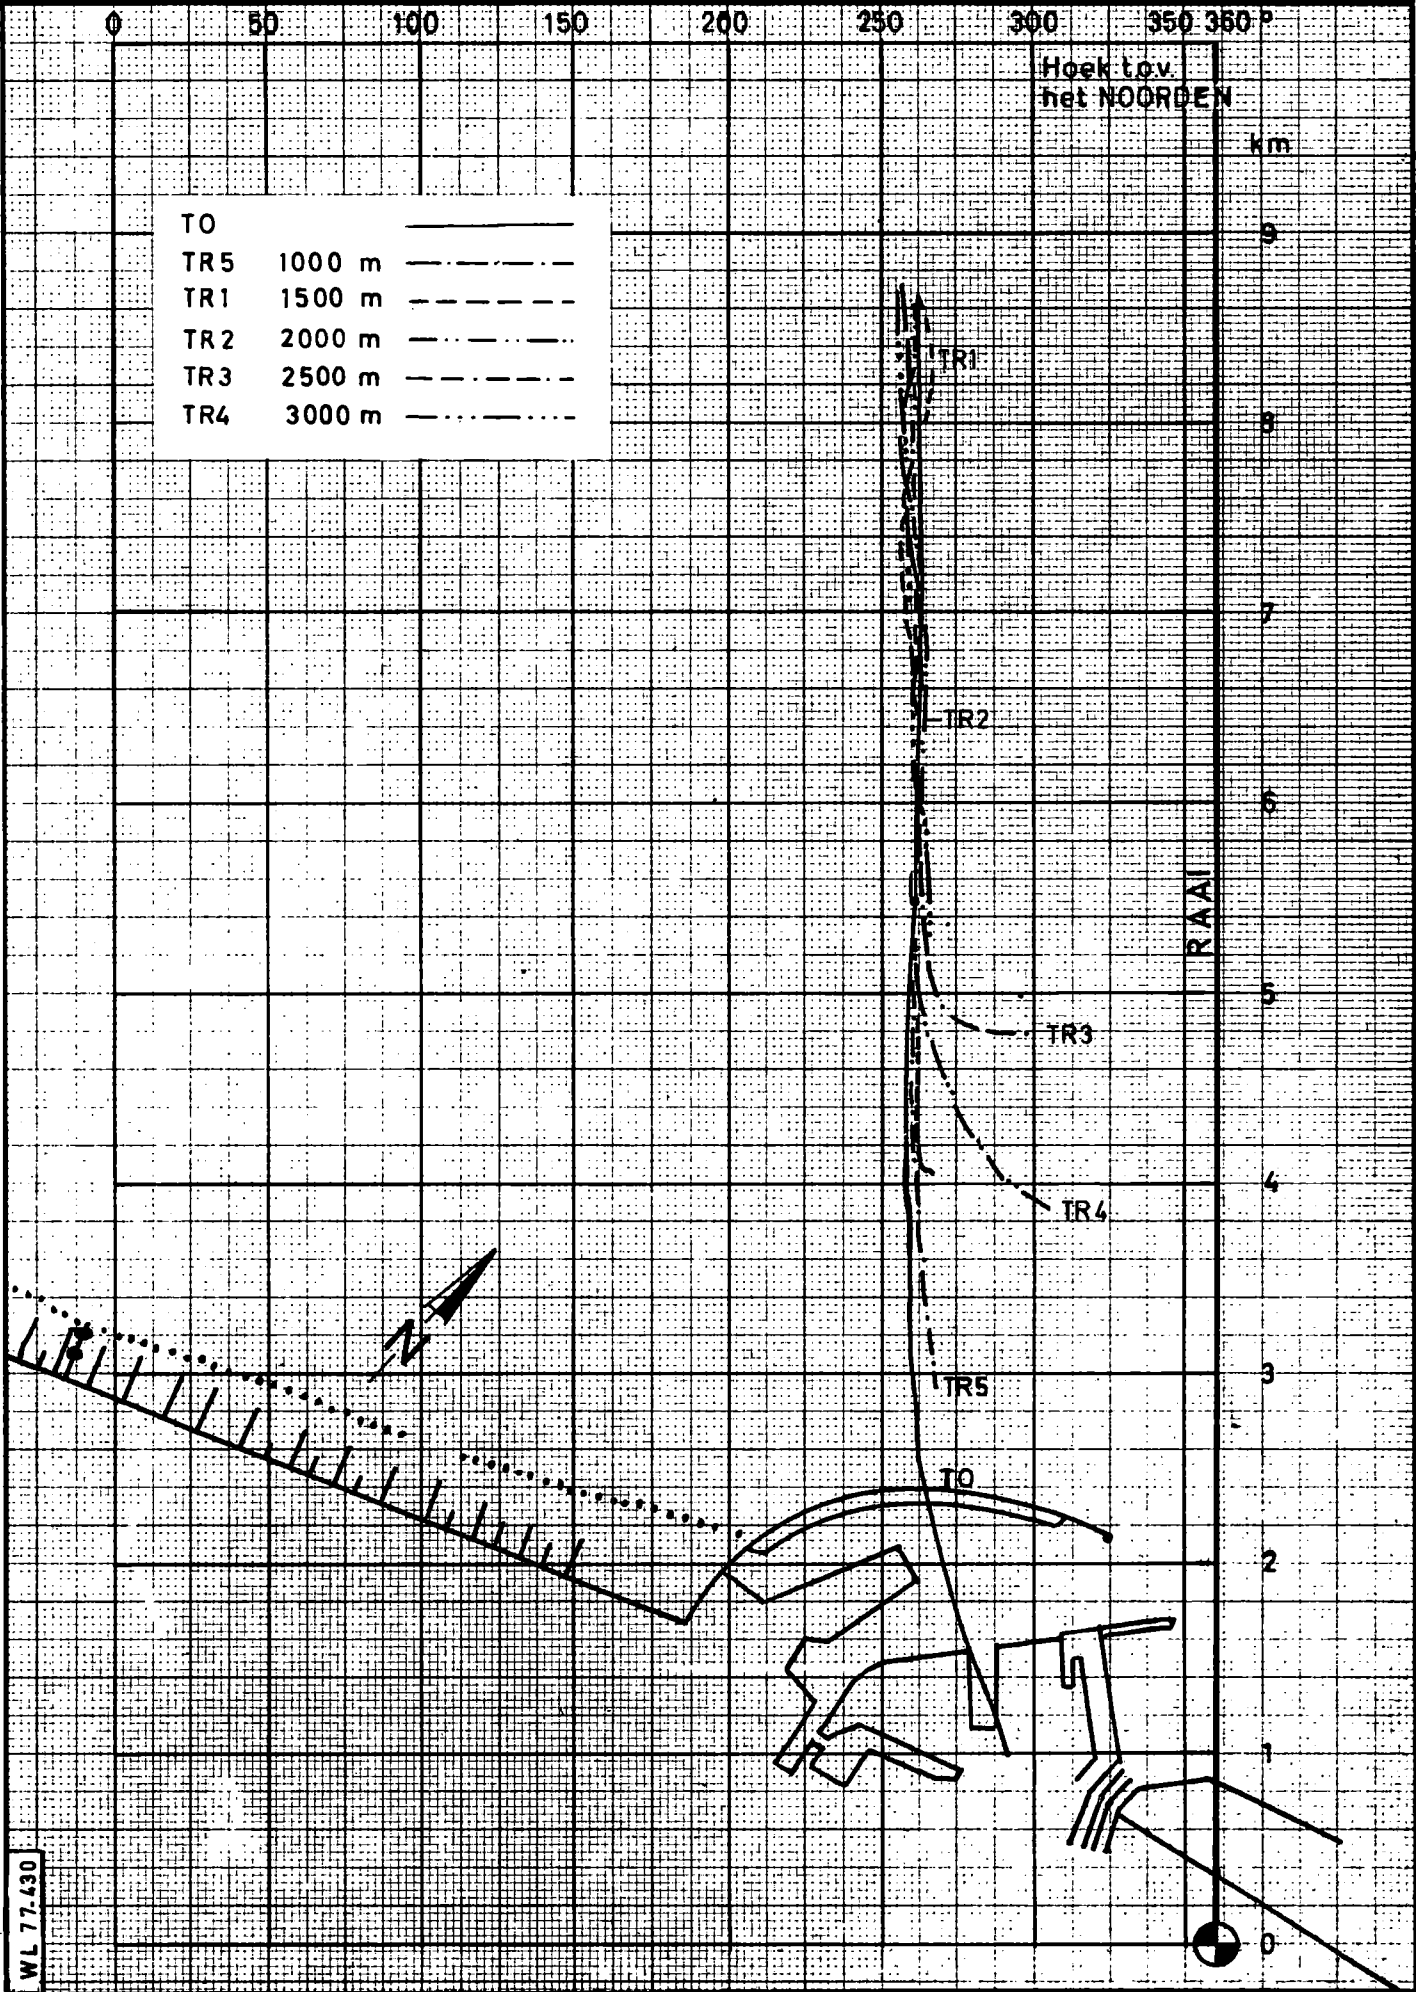 0 50 100 150 200 250 300 350 360 °
Hoek t.o.v.
het NOORDEN
km
TO
TR5 1000 m
TR1 1500 m
TR2 2000 m
TR3 2500 m
TR4 3000 m
9
TR1
8
7
TR2
6
RAAI
5
TR3
4
TR4
N
3
TR5
TO
2
1
0
WL 77.430